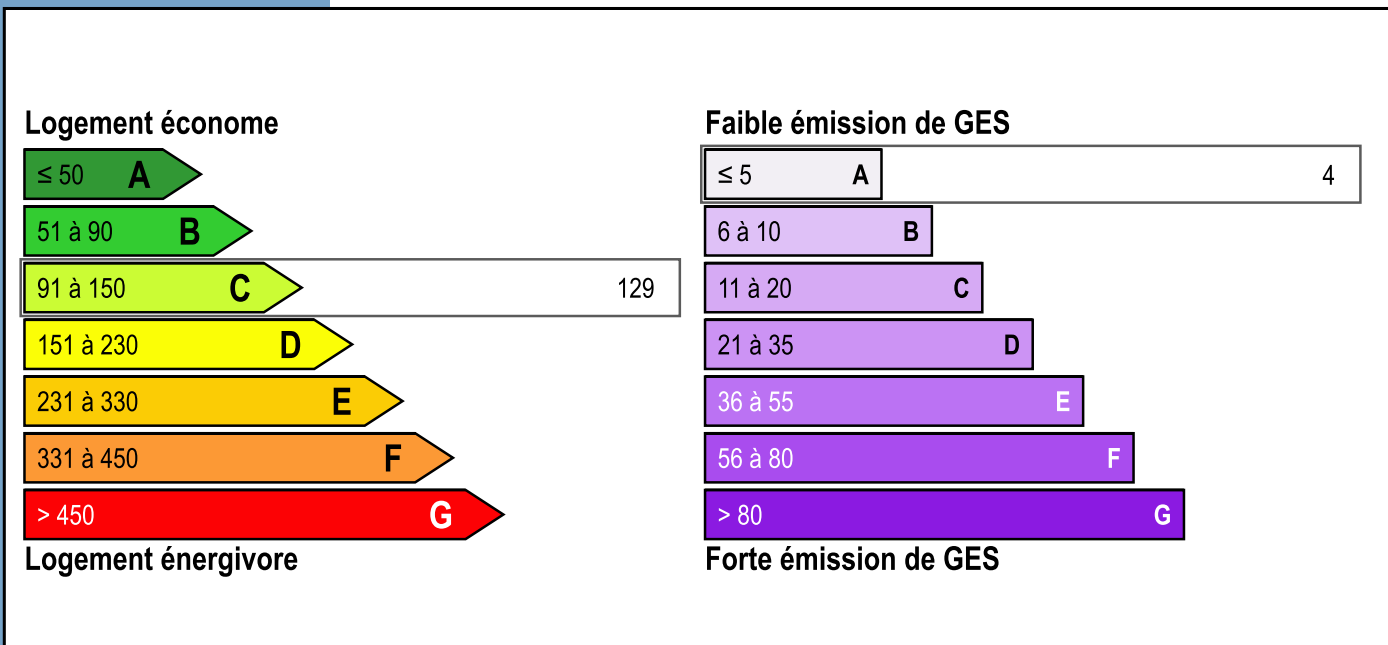 Logement économe
≤ 50 A
51 à 90 B
91 à 150 C 129
151 à 230 D
231 à 330 E
331 à 450 F
> 450 G
Logement énergivore
Faible émission de GES
≤ 5 A 4
6 à 10 B
11 à 20 C
21 à 35 D
36 à 55 E
56 à 80 F
> 80 G
Forte émission de GES